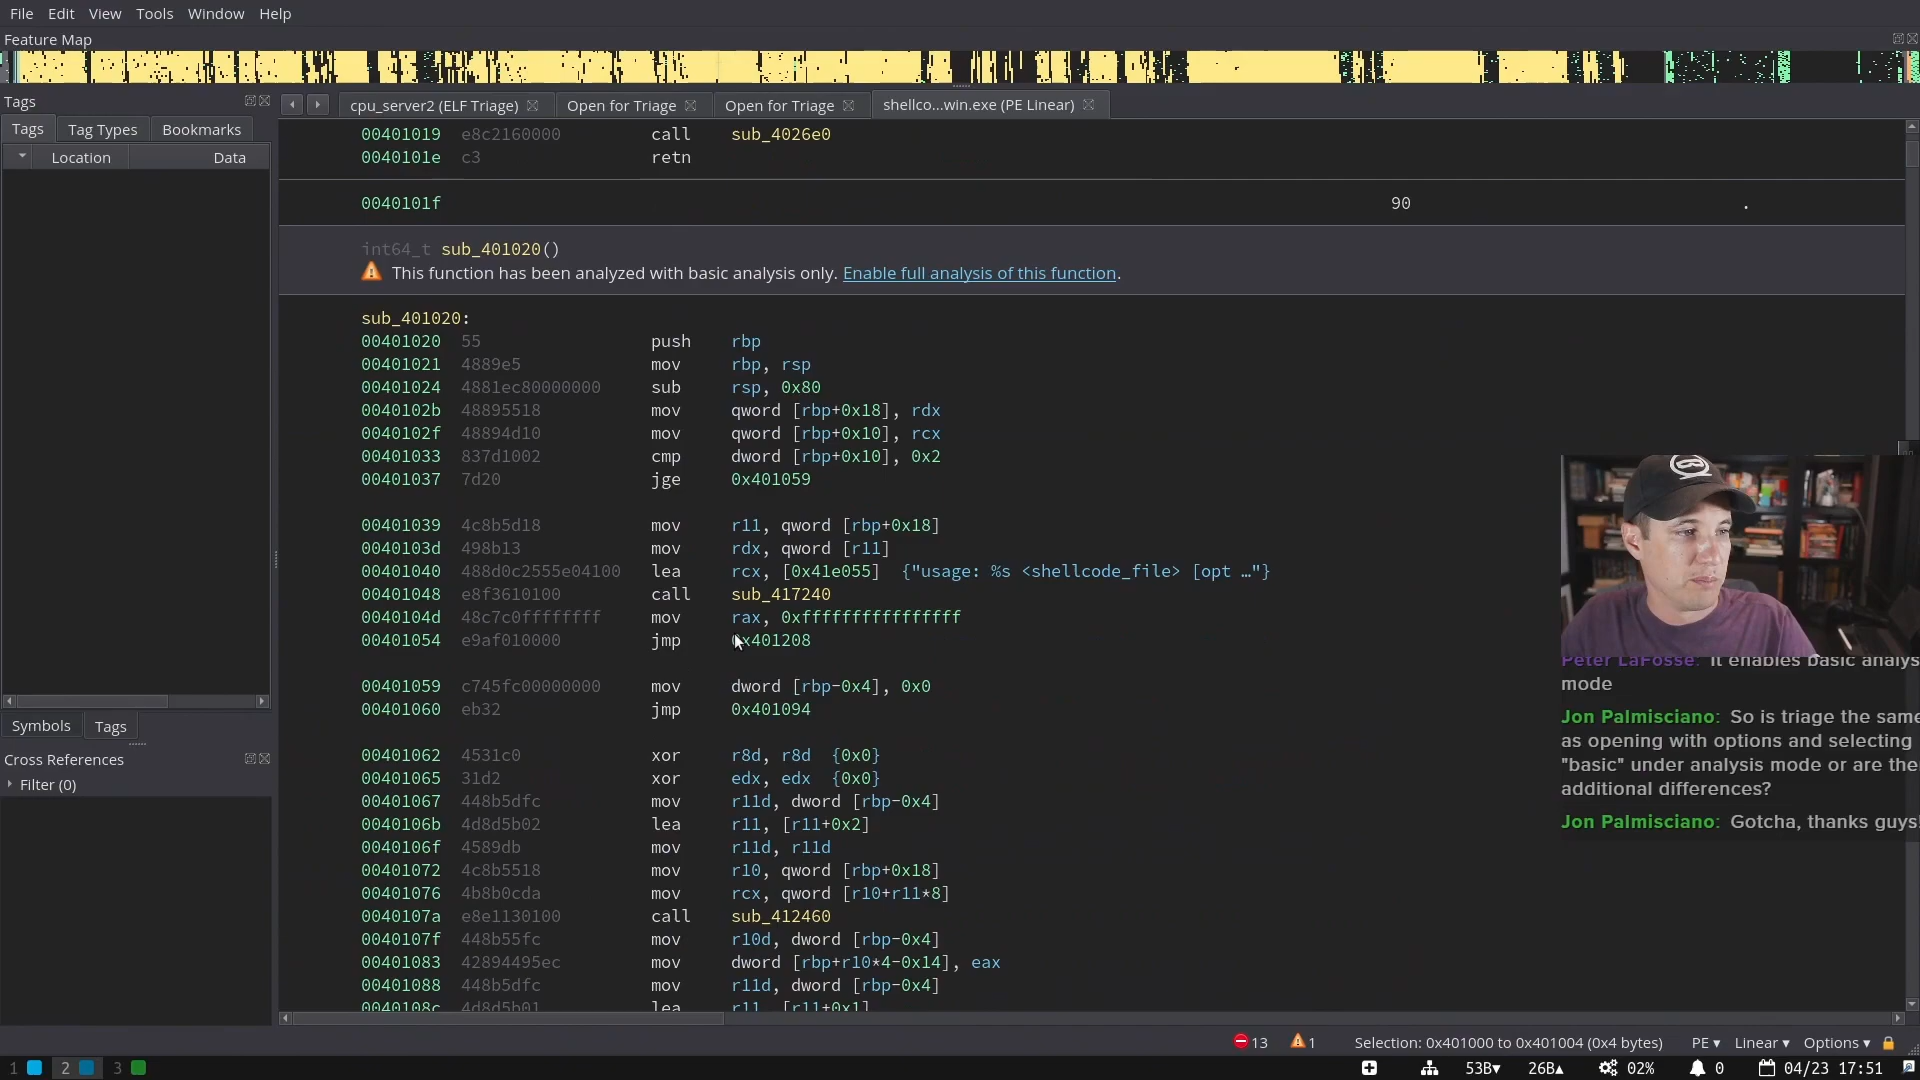 File Edit View Tools Window Help
Feature Map
Tags
Tags Tag Types Bookmarks
Location Data
Symbols Tags
Cross References
Filter (0)
cpu_server2 (ELF Triage) Open for Triage Open for Triage shellco...win.exe (PE Linear)
00401019 e8c2160000 call sub_4026e0
0040101e c3 retn
0040101f 90 .
int64_t sub_401020()
This function has been analyzed with basic analysis only. Enable full analysis of this function.
sub_401020:
00401020 55 push rbp
00401021 4889e5 mov rbp, rsp
00401024 4881ec80000000 sub rsp, 0x80
0040102b 48895518 mov qword [rbp+0x18], rdx
0040102f 48894d10 mov qword [rbp+0x10], rcx
00401033 837d1002 cmp dword [rbp+0x10], 0x2
00401037 7d20 jge 0x401059
00401039 4c8b5d18 mov r11, qword [rbp+0x18]
0040103d 498b13 mov rdx, qword [r11]
00401040 488d0c2555e04100 lea rcx, [0x41e055] {"usage: %s <shellcode_file> [opt …"}
00401048 e8f3610100 call sub_417240
0040104d 48c7c0ffffffff mov rax, 0xffffffffffffffff
00401054 e9af010000 jmp 0x401208
00401059 c745fc00000000 mov dword [rbp-0x4], 0x0
00401060 eb32 jmp 0x401094
00401062 4531c0 xor r8d, r8d {0x0}
00401065 31d2 xor edx, edx {0x0}
00401067 448b5dfc mov r11d, dword [rbp-0x4]
0040106b 4d8d5b02 lea r11, [r11+0x2]
0040106f 4589db mov r11d, r11d
00401072 4c8b5518 mov r10, qword [rbp+0x18]
00401076 4b8b0cda mov rcx, qword [r10+r11*8]
0040107a e8e1130100 call sub_412460
0040107f 448b55fc mov r10d, dword [rbp-0x4]
00401083 42894495ec mov dword [rbp+r10*4-0x14], eax
00401088 448b5dfc mov r11d, dword [rbp-0x4]
0040108c 4d8d5b01 lea r11, [r11+0x1]
Peter LaFosse: It enables basic analys
mode
Jon Palmisciano: So is triage the same
as opening with options and selecting
"basic" under analysis mode or are the
additional differences?
Jon Palmisciano: Gotcha, thanks guys!
13 1 Selection: 0x401000 to 0x401004 (0x4 bytes) PE Linear Options
1 2 3 53B 26B 02% 0 04/23 17:51